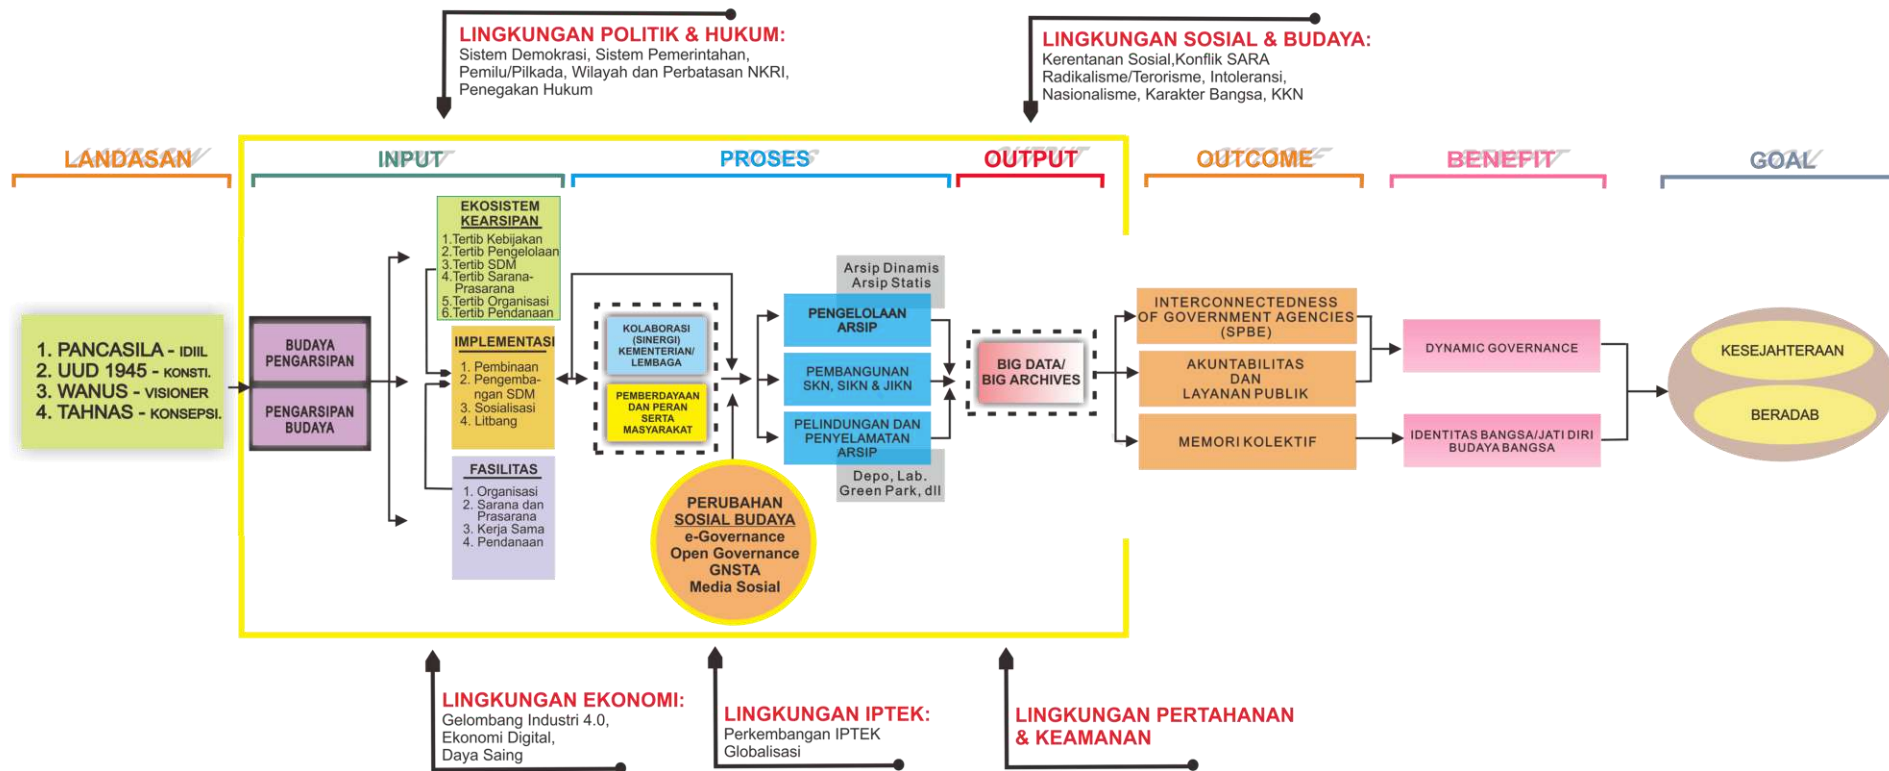 LINGKUNGAN POLITIK & HUKUM:
Sistem Demokrasi, Sistem Pemerintahan,
Pemilu/Pilkada, Wilayah dan Perbatasan NKRI,
Penegakan Hukum
LINGKUNGAN SOSIAL & BUDAYA:
Kerentanan Sosial,Konflik SARA
Radikalisme/Terorisme, Intoleransi,
Nasionalisme, Karakter Bangsa, KKN
LANDASAN
INPUT
PROSES
OUTPUT
OUTCOME
BENEFIT
GOAL
1. PANCASILA - IDIIL
2. UUD 1945 - KONSTI.
3. WANUS - VISIONER
4. TAHNAS - KONSEPSI.
BUDAYA
PENGARSIPAN
PENGARSIPAN
BUDAYA
EKOSISTEM
KEARSIPAN
1.Tertib Kebijakan
2.Tertib Pengelolaan
3.Tertib SDM
4.Tertib Sarana-
Prasarana
5.Tertib Organisasi
6.Tertib Pendanaan
IMPLEMENTASI
1. Pembinaan
2. Pengemba-
ngan SDM
3. Sosialisasi
4. Litbang
FASILITAS
1. Organisasi
2. Sarana dan
Prasarana
3. Kerja Sama
4. Pendanaan
KOLABORASI
(SINERGI)
KEMENTERIAN/
LEMBAGA
PEMBERDAYAAN
DAN PERAN
SERTA
MASYARAKAT
PERUBAHAN
SOSIAL BUDAYA
e-Governance
Open Governance
GNSTA
Media Sosial
Arsip Dinamis
Arsip Statis
PENGELOLAAN
ARSIP
PEMBANGUNAN
SKN, SIKN & JIKN
PELINDUNGAN DAN
PENYELAMATAN
ARSIP
Depo, Lab.
Green Park, dll
BIG DATA/
BIG ARCHIVES
INTERCONNECTEDNESS
OF GOVERNMENT AGENCIES
(SPBE)
AKUNTABILITAS
DAN
LAYANAN PUBLIK
MEMORI KOLEKTIF
DYNAMIC GOVERNANCE
IDENTITAS BANGSA/JATI DIRI
BUDAYA BANGSA
KESEJAHTERAAN
BERADAB
LINGKUNGAN EKONOMI:
Gelombang Industri 4.0,
Ekonomi Digital,
Daya Saing
LINGKUNGAN IPTEK:
Perkembangan IPTEK
Globalisasi
LINGKUNGAN PERTAHANAN
& KEAMANAN